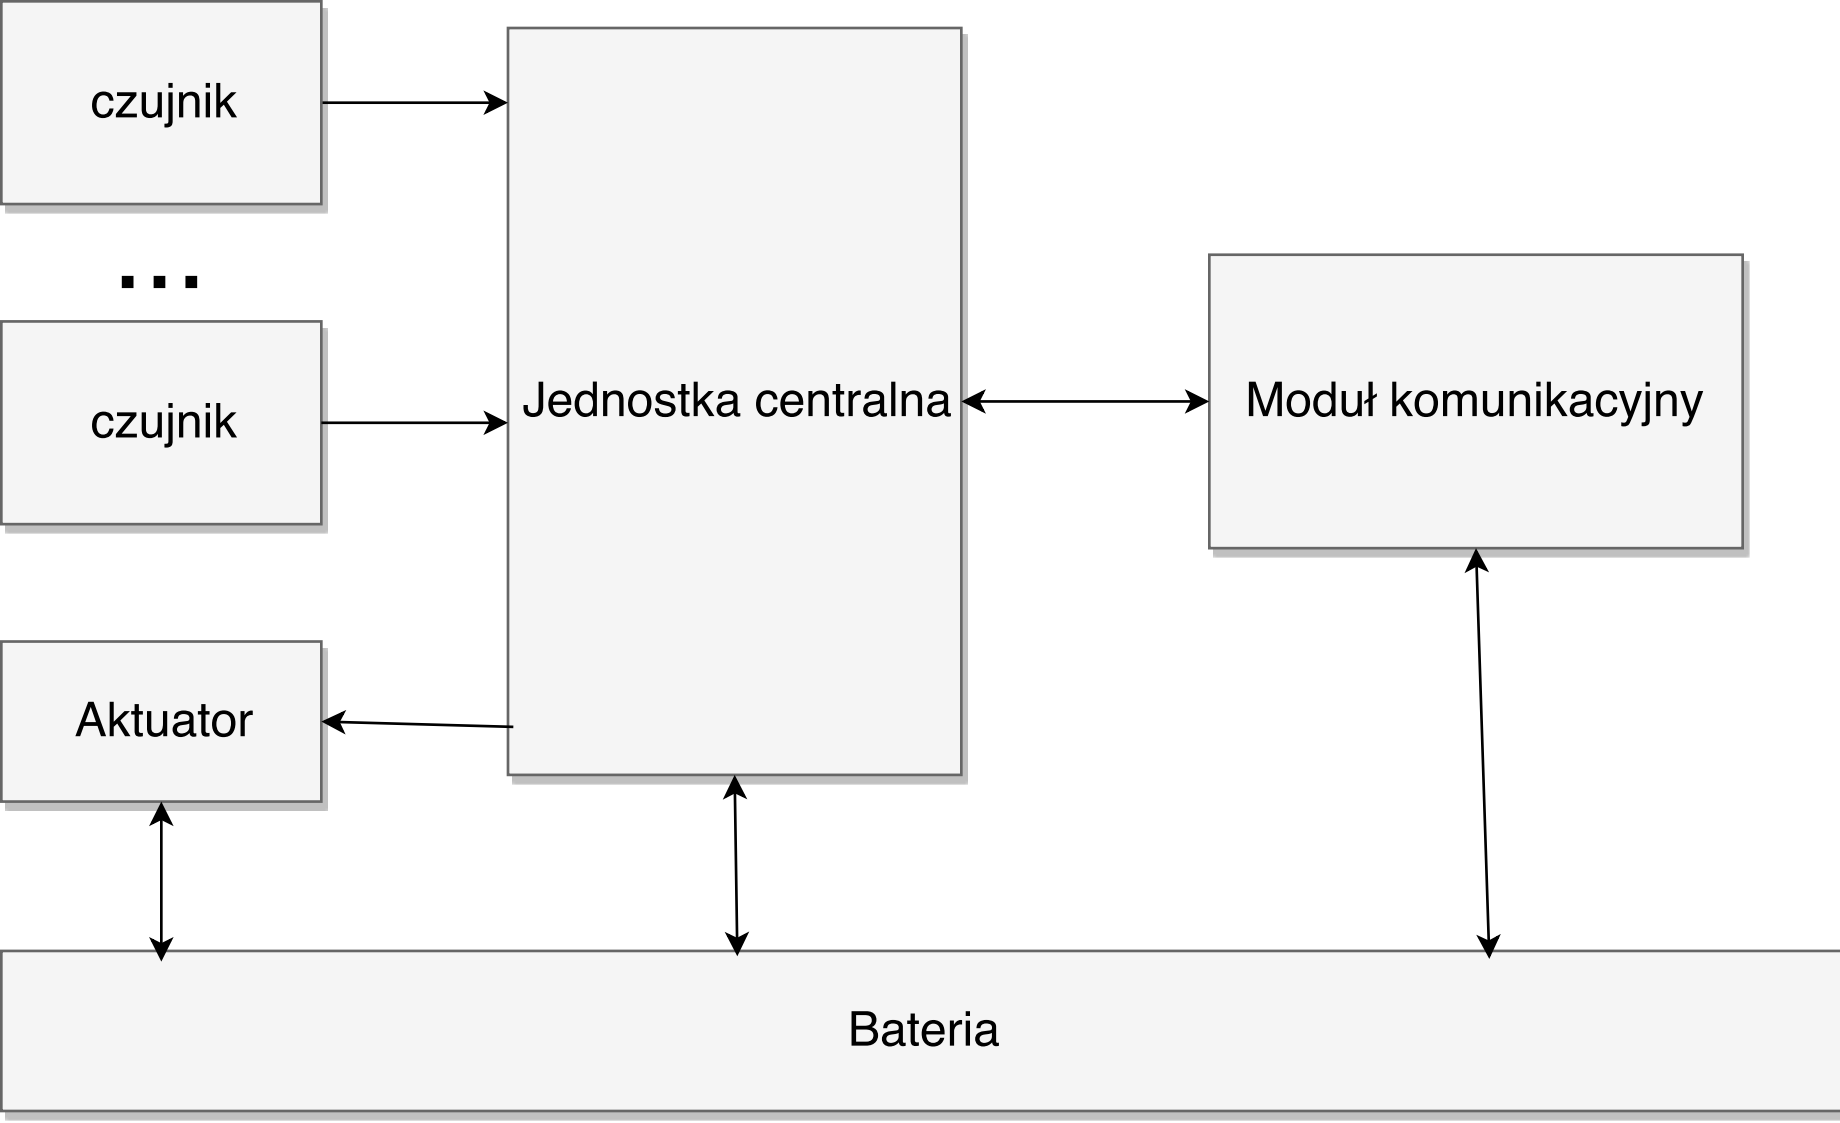 czujnik
...
czujnik
Jednostka centralna
Moduł komunikacyjny
Aktuator
Bateria